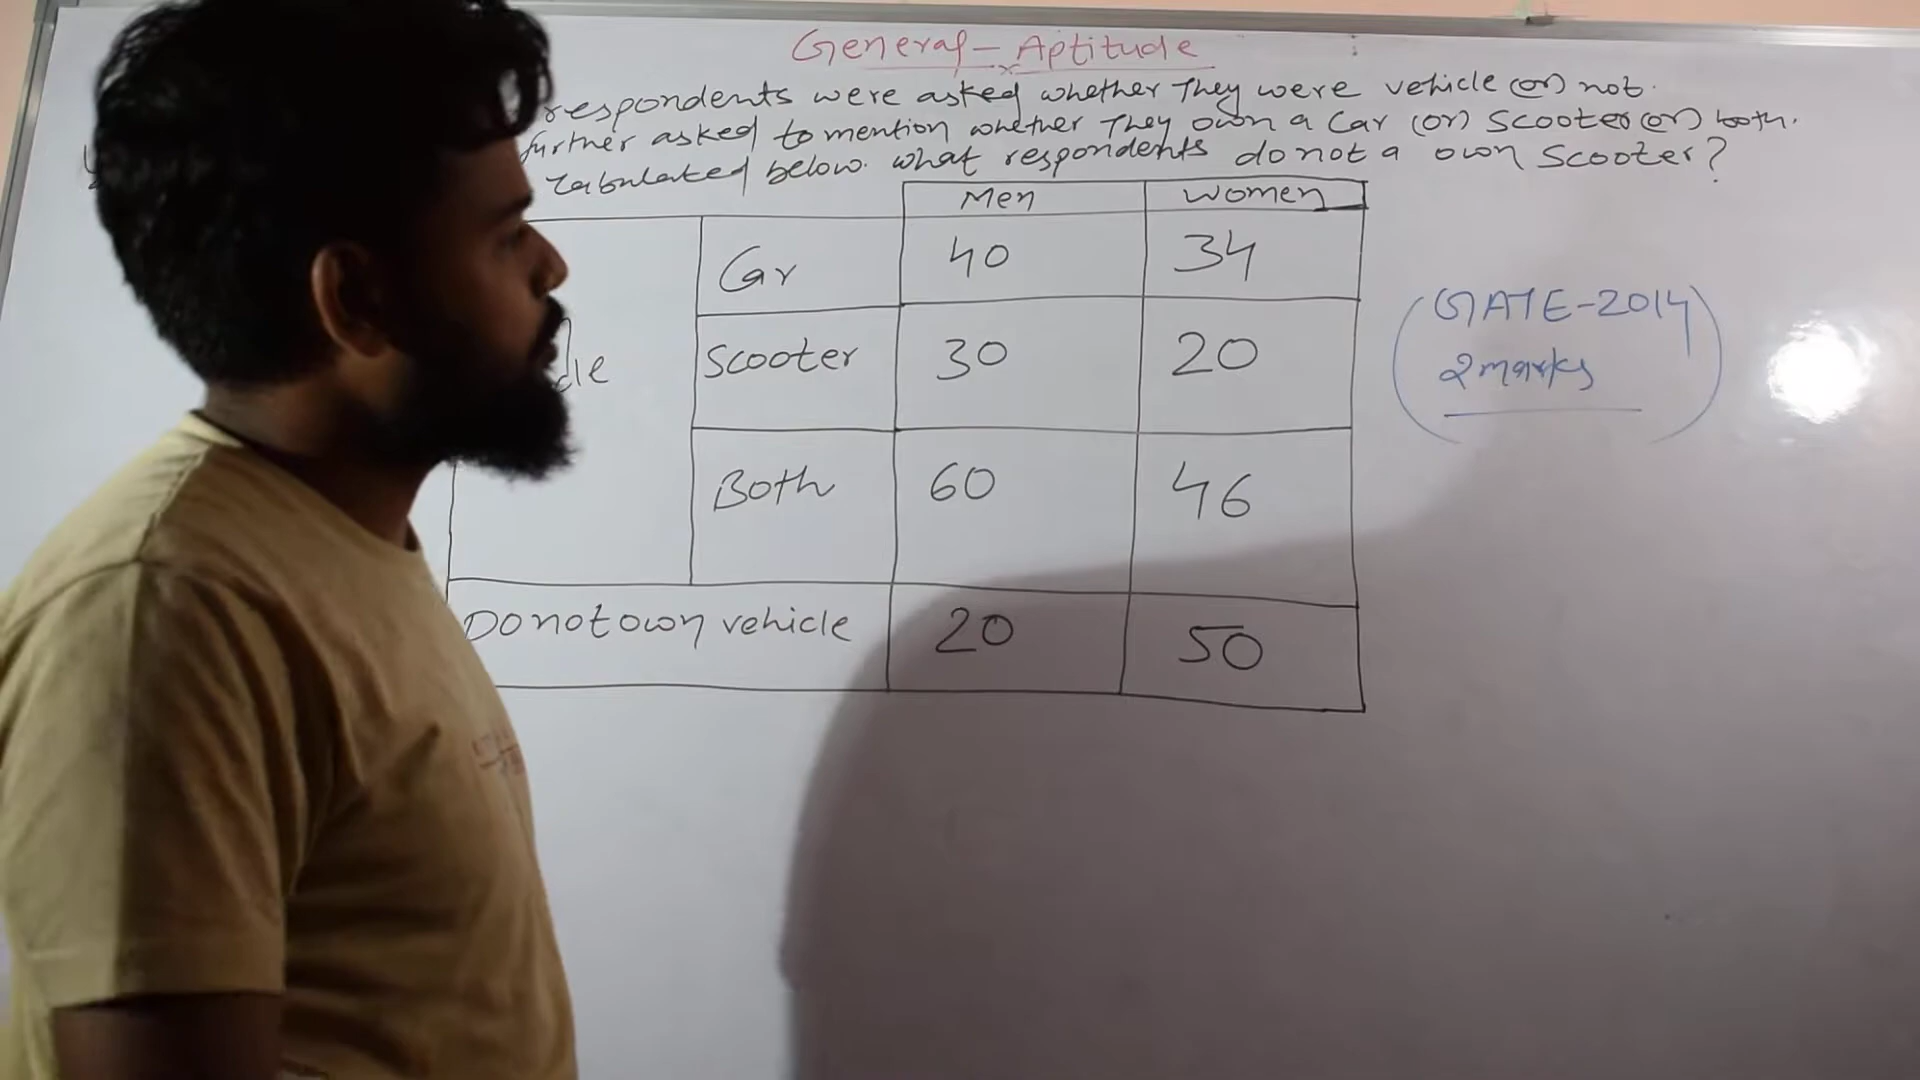 General - Aptitude
respondents were asked whether They were vehicle (or) not.
further asked to mention whether They own a Car (or) Scooter (or) both.
Tabulated below. what respondents do not a own Scooter?
Men women
Car 40 34
Scooter 30 20
Both 60 46
Do not own vehicle 20 50
(GATE-2014
2 marks)